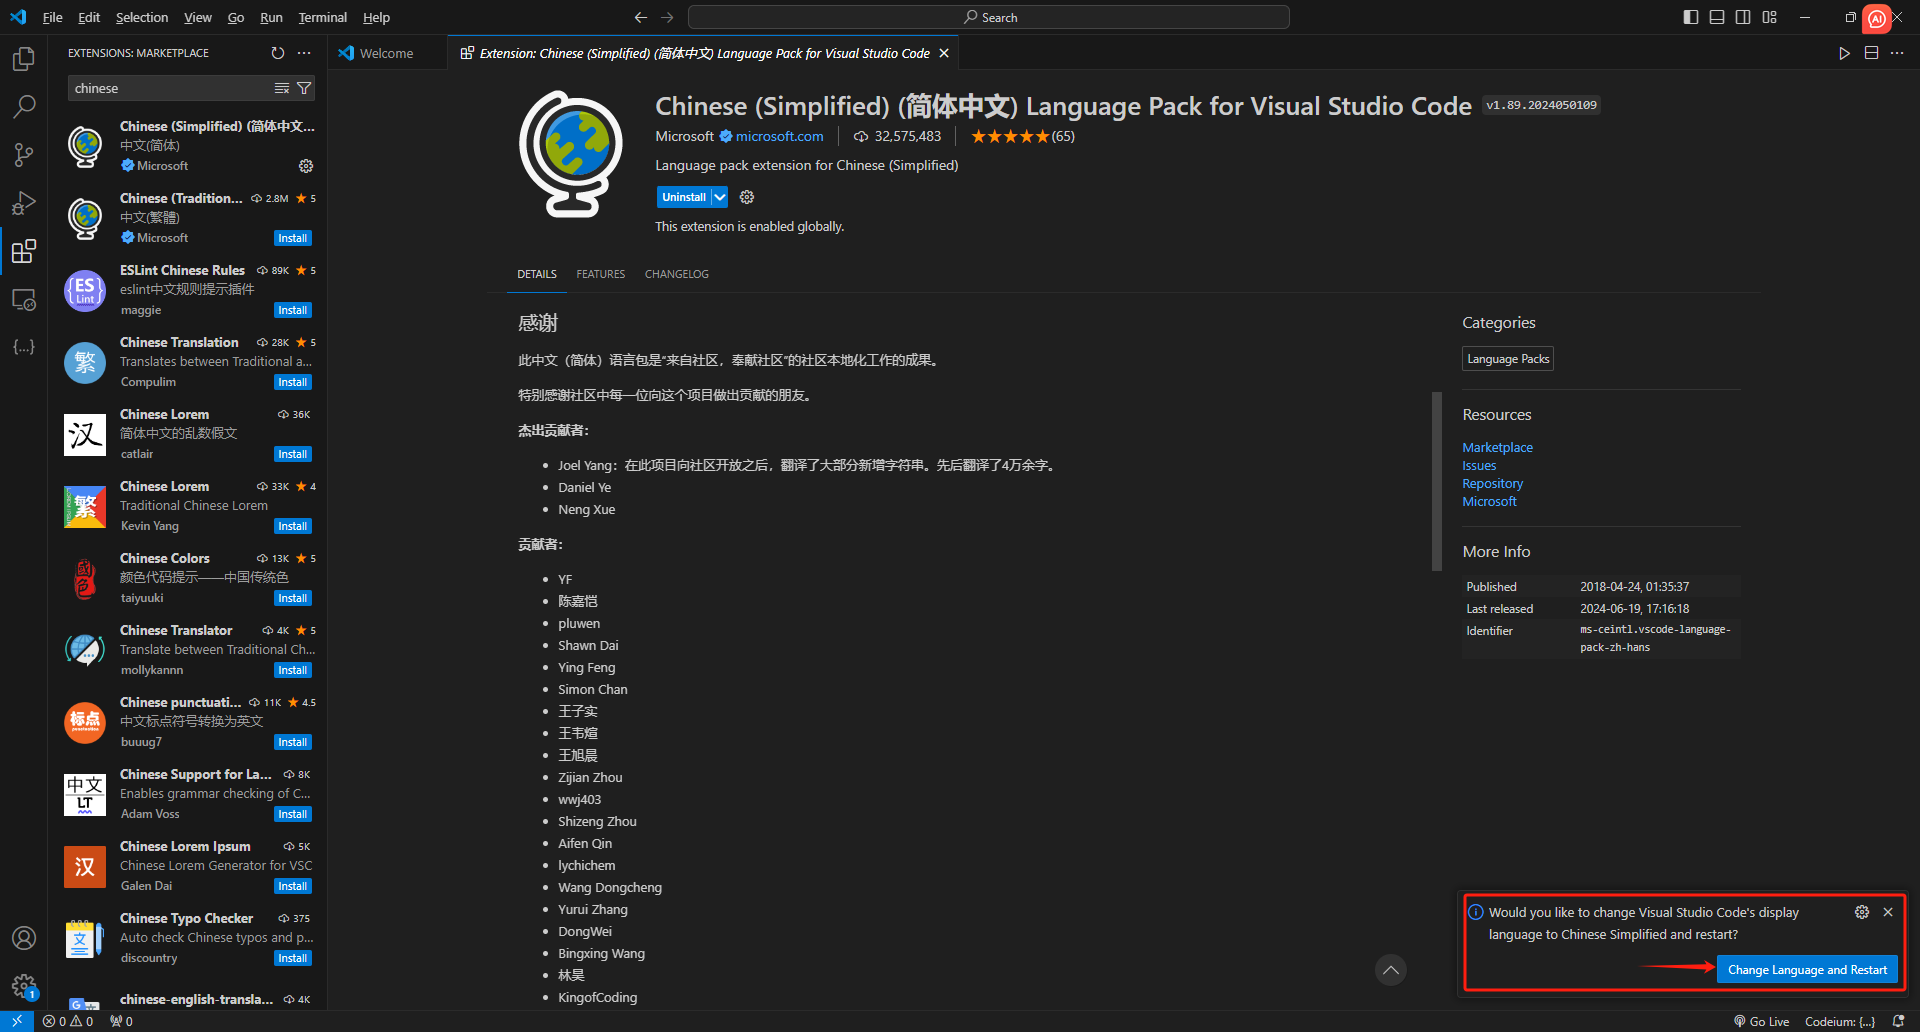 File Edit Selection View Go Run Terminal Help
Search
AI
EXTENSIONS: MARKETPLACE
chinese
Chinese (Simplified) (简体中文...
中文(简体)
Microsoft
Chinese (Tradition... 2.8M 5
中文(繁體)
Microsoft Install
ES
Lint
ESLint Chinese Rules 89K 5
eslint中文规则提示插件
maggie Install
繁
Chinese Translation 28K 5
Translates between Traditional a...
Compulim Install
汉
Chinese Lorem 36K
简体中文的乱数假文
catlair Install
繁
Chinese Lorem 33K 4
Traditional Chinese Lorem
Kevin Yang Install
國色
Chinese Colors 13K 5
颜色代码提示——中国传统色
taiyuuki Install
Chinese Translator 4K 5
Translate between Traditional Ch...
mollykannn Install
标点
Chinese punctuati... 11K 4.5
中文标点符号转换为英文
buuug7 Install
中文
LT
Chinese Support for La... 8K
Enables grammar checking of C...
Adam Voss Install
汉
Chinese Lorem Ipsum 5K
Chinese Lorem Generator for VSC
Galen Dai Install
文
Chinese Typo Checker 375
Auto check Chinese typos and p...
discountry Install
G
chinese-english-transla... 4K
1
Welcome
Extension: Chinese (Simplified) (简体中文) Language Pack for Visual Studio Code
Chinese (Simplified) (简体中文) Language Pack for Visual Studio Code v1.89.2024050109
Microsoft microsoft.com 32,575,483 (65)
Language pack extension for Chinese (Simplified)
Uninstall
This extension is enabled globally.
DETAILS FEATURES CHANGELOG
感谢
此中文（简体）语言包是“来自社区，奉献社区”的社区本地化工作的成果。
特别感谢社区中每一位向这个项目做出贡献的朋友。
杰出贡献者：
Joel Yang：在此项目向社区开放之后，翻译了大部分新增字符串。先后翻译了4万余字。
Daniel Ye
Neng Xue
贡献者：
YF
陈嘉恺
pluwen
Shawn Dai
Ying Feng
Simon Chan
王子实
王韦煊
王旭晨
Zijian Zhou
wwj403
Shizeng Zhou
Aifen Qin
lychichem
Wang Dongcheng
Yurui Zhang
DongWei
Bingxing Wang
林昊
KingofCoding
Categories
Language Packs
Resources
Marketplace
Issues
Repository
Microsoft
More Info
Published 2018-04-24, 01:35:37
Last released 2024-06-19, 17:16:18
Identifier ms-ceintl.vscode-language-
pack-zh-hans
Would you like to change Visual Studio Code's display
language to Chinese Simplified and restart?
Change Language and Restart
0 0 0
Go Live Codeium: {...}